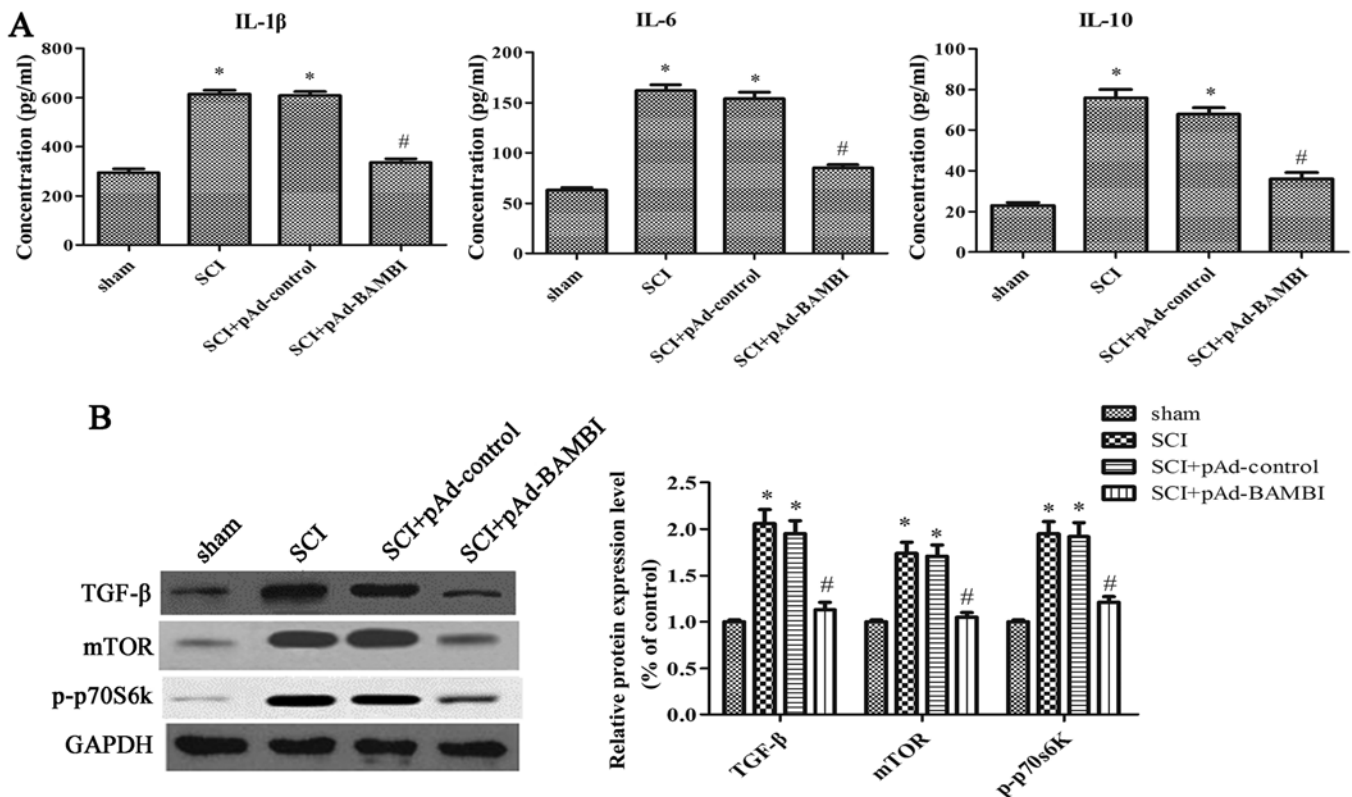 A
IL-1β
Concentration (pg/ml)
800
600
400
200
0
*
*
#
sham
SCI
SCI+pAd-control
SCI+pAd-BAMBI
IL-6
Concentration (pg/ml)
200
150
100
50
0
*
*
#
sham
SCI
SCI+pAd-control
SCI+pAd-BAMBI
IL-10
Concentration (pg/ml)
100
80
60
40
20
0
*
*
#
sham
SCI
SCI+pAd-control
SCI+pAd-BAMBI
B
sham
SCI
SCI+pAd-control
SCI+pAd-BAMBI
TGF-β
mTOR
p-p70S6k
GAPDH
sham
SCI
SCI+pAd-control
SCI+pAd-BAMBI
Relative protein expression level
(% of control)
2.5
2.0
1.5
1.0
0.5
0.0
* * #
* * #
* * #
TGF-β
mTOR
p-p70s6K